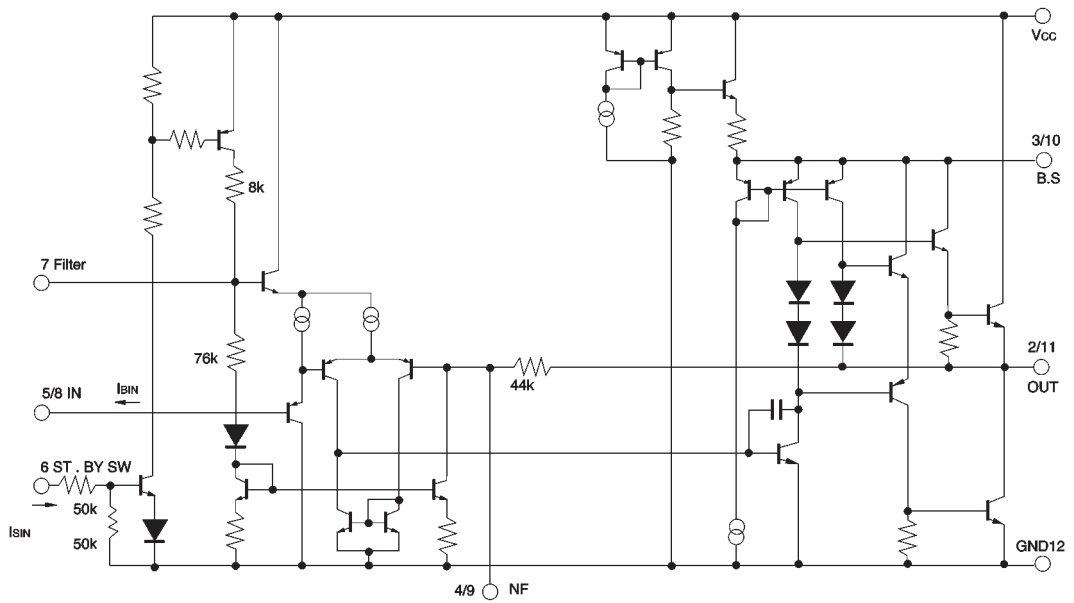 Vcc
3/10
B.S
8k
7 Filter
76k
2/11
OUT
44k
5/8 IN
IBIN
6 ST . BY SW
50k
ISIN
50k
GND12
4/9 NF